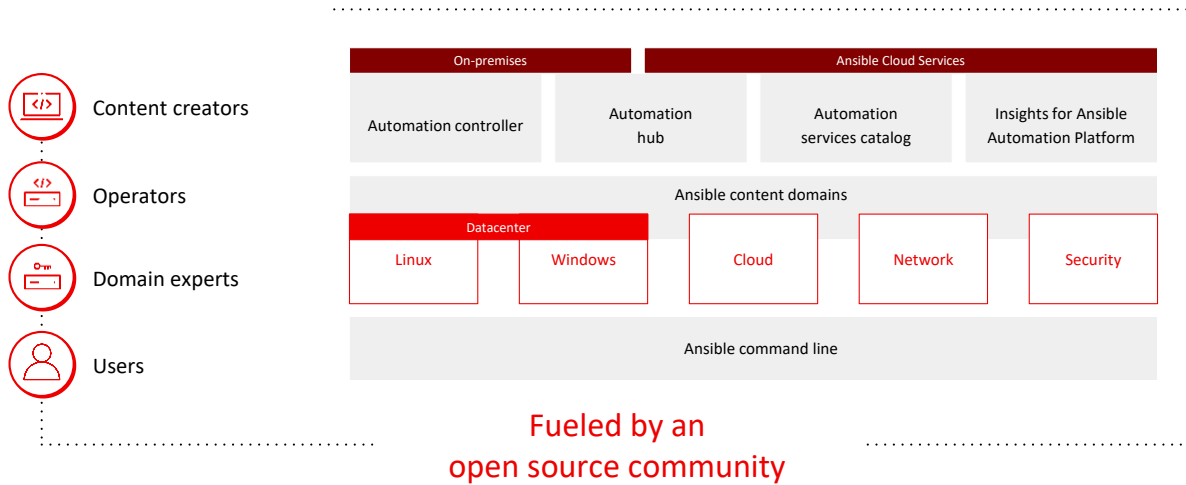 On-premises
Ansible Cloud Services
Content creators
Automation controller
Automation
hub
Automation
services catalog
Insights for Ansible
Automation Platform
Operators
Ansible content domains
Datacenter
Linux
Windows
Cloud
Network
Security
Domain experts
Users
Ansible command line
Fueled by an
open source community